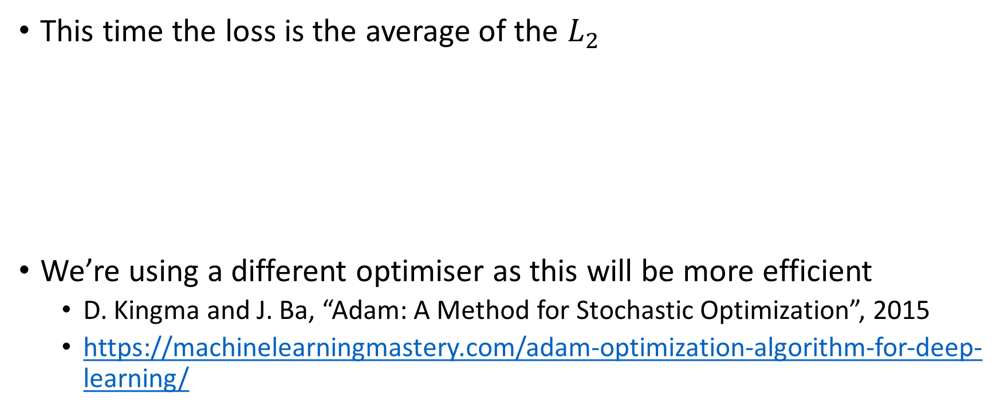 • This time the loss is the average of the L₂
• We’re using a different optimiser as this will be more efficient
• D. Kingma and J. Ba, “Adam: A Method for Stochastic Optimization”, 2015
• https://machinelearningmastery.com/adam-optimization-algorithm-for-deep-
learning/